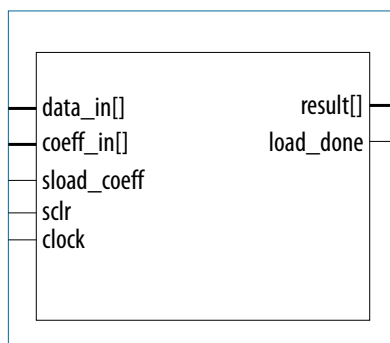 data_in[]
result[]
coeff_in[]
load_done
sload_coeff
sclr
clock